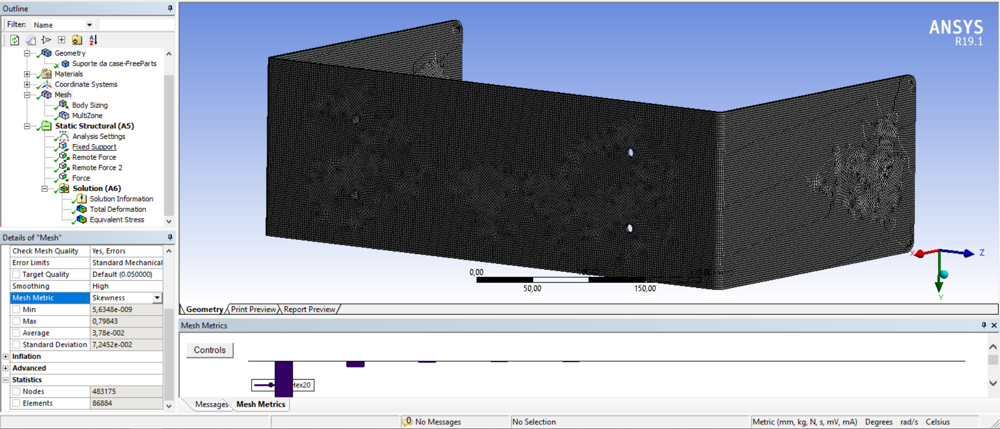 Outline
Filter: Name
Geometry
Suporte da case-FreeParts
Materials
Coordinate Systems
Mesh
Body Sizing
MultiZone
Static Structural (A5)
Analysis Settings
Fixed Support
Remote Force
Remote Force 2
Force
Solution (A6)
Solution Information
Total Deformation
Equivalent Stress
Details of "Mesh"
Check Mesh Quality Yes, Errors
Error Limits Standard Mechanical
Target Quality Default (0.050000)
Smoothing High
Mesh Metric Skewness
Min 5,6348e-009
Max 0,79843
Average 3,78e-002
Standard Deviation 7,2452e-002
Inflation
Advanced
Statistics
Nodes 483175
Elements 86884
ANSYS
R19.1
0,00
50,00 150,00
X
Y
Z
Geometry Print Preview Report Preview
Mesh Metrics
Controls
Hex20
Messages Mesh Metrics
No Messages No Selection Metric (mm, kg, N, s, mV, mA) Degrees rad/s Celsius